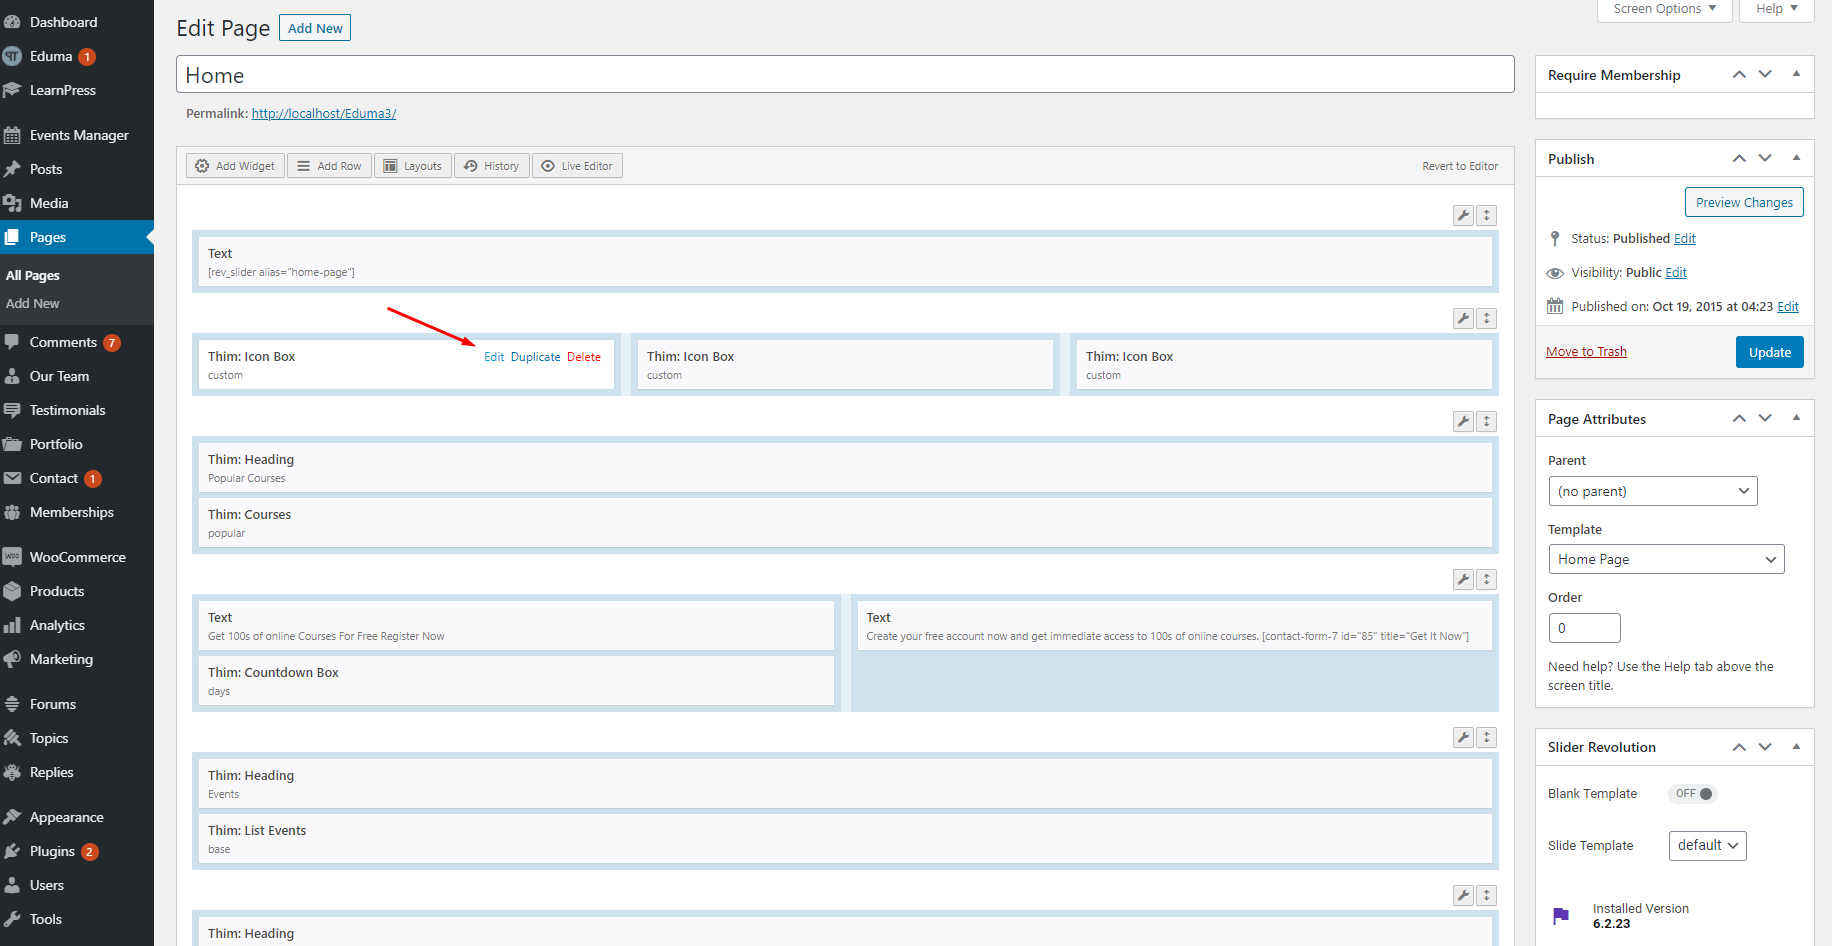 Dashboard
Eduma 1
LearnPress
Events Manager
Posts
Media
Pages
All Pages
Add New
Comments 7
Our Team
Testimonials
Portfolio
Contact 1
Memberships
WooCommerce
Products
Analytics
Marketing
Forums
Topics
Replies
Appearance
Plugins 2
Users
Tools
Screen Options
Help
Edit Page Add New
Home
Permalink: http://localhost/Eduma3/
Add Widget Add Row Layouts History Live Editor Revert to Editor
Text
[rev_slider alias="home-page"]
Thim: Icon Box Edit Duplicate Delete
custom
Thim: Icon Box
custom
Thim: Icon Box
custom
Thim: Heading
Popular Courses
Thim: Courses
popular
Text
Get 100s of online Courses For Free Register Now
Thim: Countdown Box
days
Text
Create your free account now and get immediate access to 100s of online courses. [contact-form-7 id="85" title="Get It Now"]
Thim: Heading
Events
Thim: List Events
base
Thim: Heading
Require Membership
Publish
Preview Changes
Status: Published Edit
Visibility: Public Edit
Published on: Oct 19, 2015 at 04:23 Edit
Move to Trash Update
Page Attributes
Parent
(no parent)
Template
Home Page
Order
0
Need help? Use the Help tab above the
screen title.
Slider Revolution
Blank Template OFF
Slide Template default
Installed Version
6.2.23